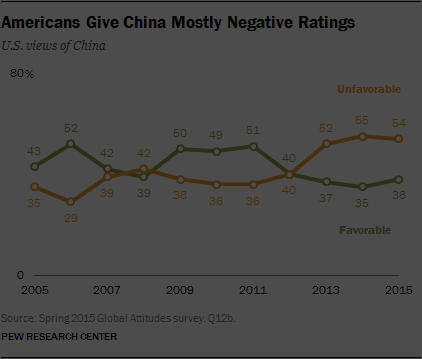 Americans Give China Mostly Negative Ratings
U.S. views of China
80%
Unfavorable
43 52 42 42 50 49 51 40 52 55 54
35 29 39 39 38 36 36 40 37 35 38
Favorable
0
2005 2007 2009 2011 2013 2015
Source: Spring 2015 Global Attitudes survey. Q12b.
PEW RESEARCH CENTER